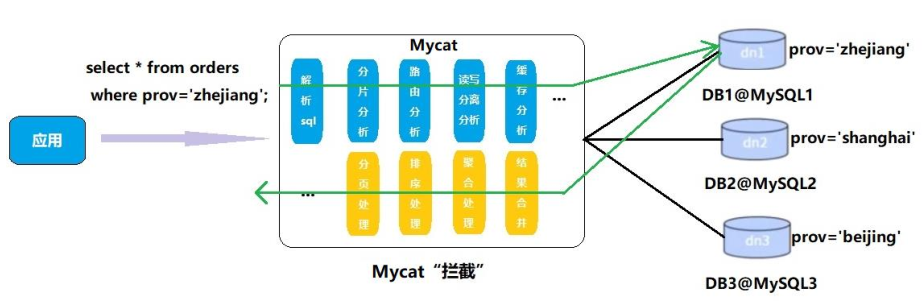 Mycat
select * from orders
where prov='zhejiang';
应用
解析sql
分片分析
路由分析
读写分离分析
缓存分析
...
...
分页处理
排序处理
聚合处理
结果合并
Mycat“拦截”
dn1
prov='zhejiang'
DB1@MySQL1
dn2
prov='shanghai'
DB2@MySQL2
dn3
prov='beijing'
DB3@MySQL3